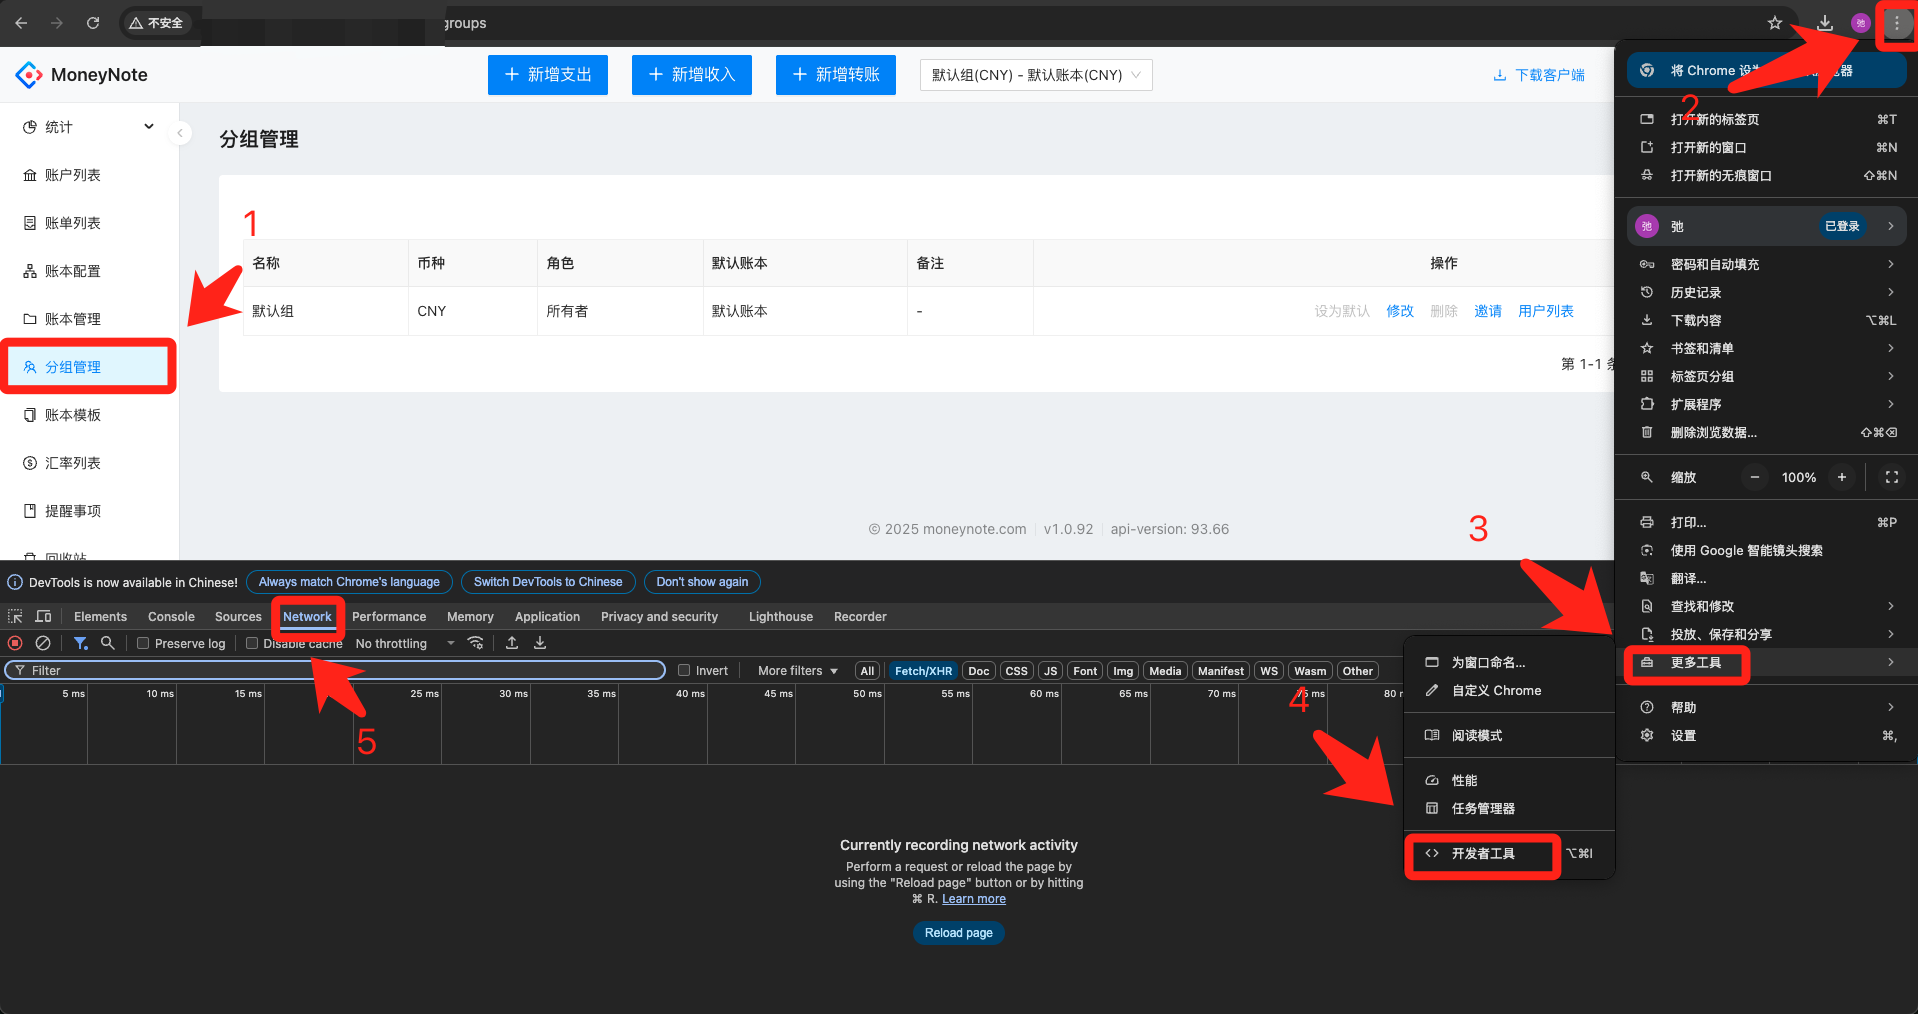 不安全
groups
MoneyNote
新增支出
新增收入
新增转账
默认组(CNY) - 默认账本(CNY)
下载客户端
统计
账户列表
账单列表
账本配置
账本管理
分组管理
账本模板
汇率列表
提醒事项
回收站
分组管理
1
名称 币种 角色 默认账本 备注 操作
默认组 CNY 所有者 默认账本 - 设为默认 修改 删除 邀请 用户列表
第 1-1
© 2025 moneynote.com v1.0.92 api-version: 93.66
2
将 Chrome
打开新的标签页 ⌘T
打开新的窗口 ⌘N
打开新的无痕窗口 ⇧⌘N
弛 弛 已登录
密码和自动填充
历史记录
下载内容 ⌥⌘L
书签和清单
标签页分组
扩展程序
删除浏览数据... ⇧⌘⌫
缩放 − 100% +
打印... ⌘P
使用 Google 智能镜头搜索
翻译...
查找和修改
投放、保存和分享
更多工具
帮助
设置 ⌘,
3
为窗口命名...
自定义 Chrome
阅读模式
性能
任务管理器
开发者工具 ⌥⌘I
4
DevTools is now available in Chinese! Always match Chrome's language Switch DevTools to Chinese Don't show again
Elements Console Sources Network Performance Memory Application Privacy and security Lighthouse Recorder
Preserve log Disable cache No throttling
Filter Invert More filters All Fetch/XHR Doc CSS JS Font Img Media Manifest WS Wasm Other
5 ms 10 ms 15 ms 25 ms 30 ms 35 ms 40 ms 45 ms 50 ms 55 ms 60 ms 65 ms 70 ms 75 ms 80 m
5
Currently recording network activity
Perform a request or reload the page by
using the "Reload page" button or by hitting
⌘ R. Learn more
Reload page